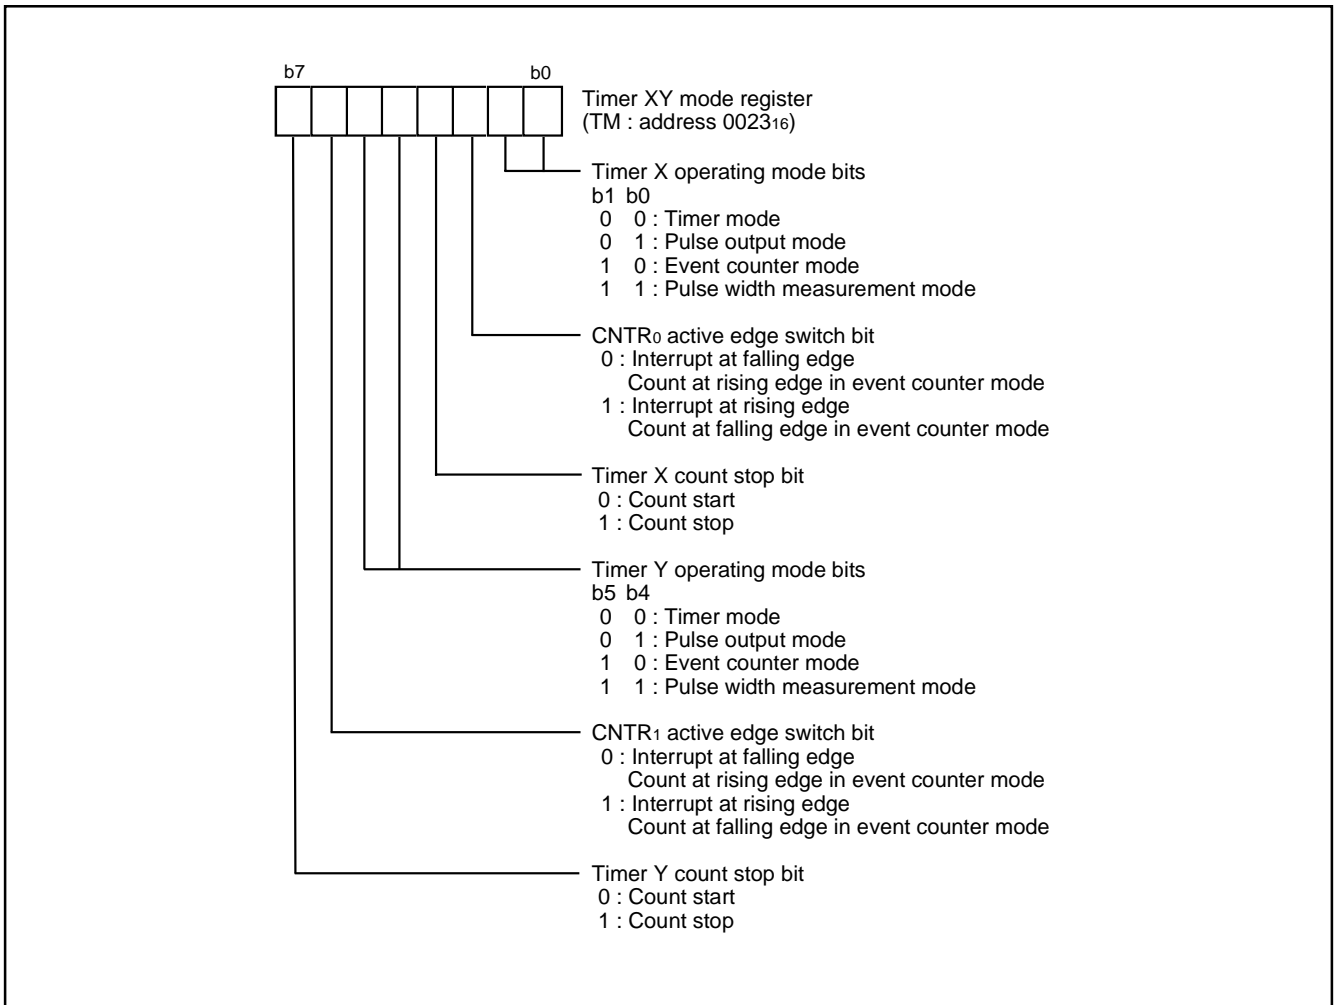 b7 b0
Timer XY mode register
(TM : address 002316)
Timer X operating mode bits
b1 b0
0 0 : Timer mode
0 1 : Pulse output mode
1 0 : Event counter mode
1 1 : Pulse width measurement mode
CNTR0 active edge switch bit
0 : Interrupt at falling edge
Count at rising edge in event counter mode
1 : Interrupt at rising edge
Count at falling edge in event counter mode
Timer X count stop bit
0 : Count start
1 : Count stop
Timer Y operating mode bits
b5 b4
0 0 : Timer mode
0 1 : Pulse output mode
1 0 : Event counter mode
1 1 : Pulse width measurement mode
CNTR1 active edge switch bit
0 : Interrupt at falling edge
Count at rising edge in event counter mode
1 : Interrupt at rising edge
Count at falling edge in event counter mode
Timer Y count stop bit
0 : Count start
1 : Count stop